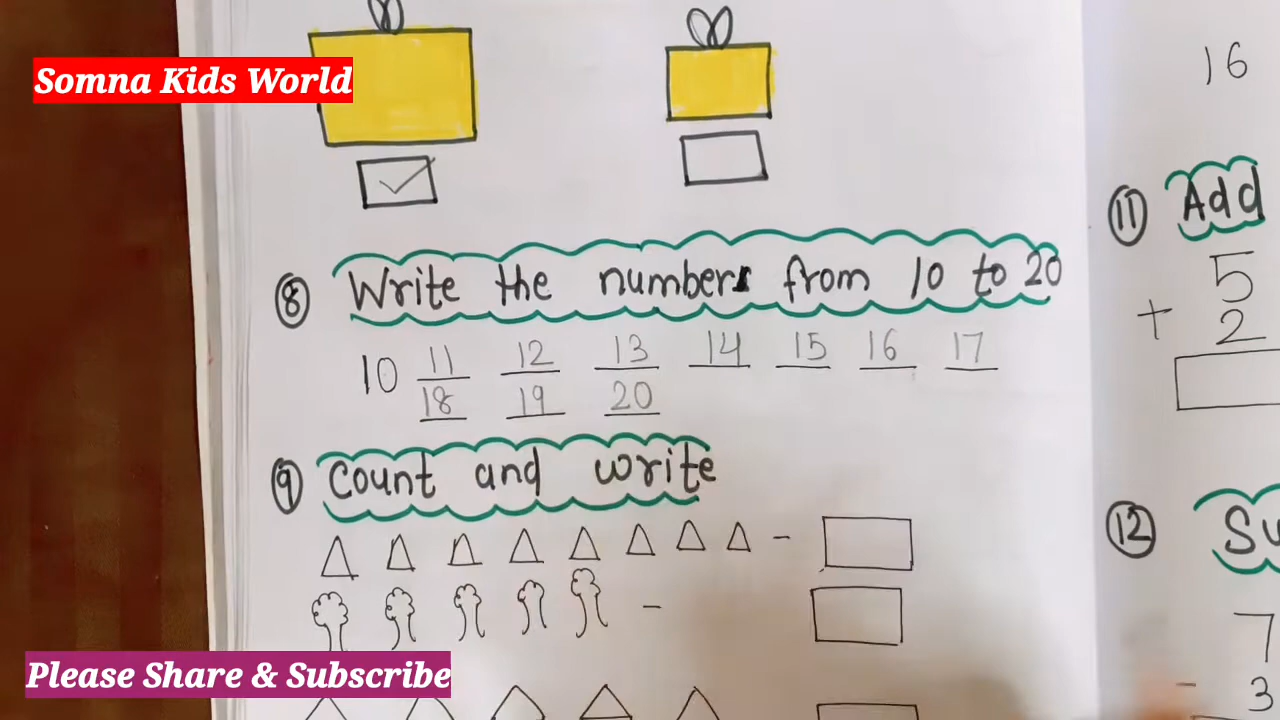 Somna Kids World
⑧ Write the numbers from 10 to 20
10 11 12 13 14 15 16 17
18 19 20
⑨ Count and write
-
-
16
⑪ Add
5
+ 2
⑫
7
- 3
Please Share & Subscribe